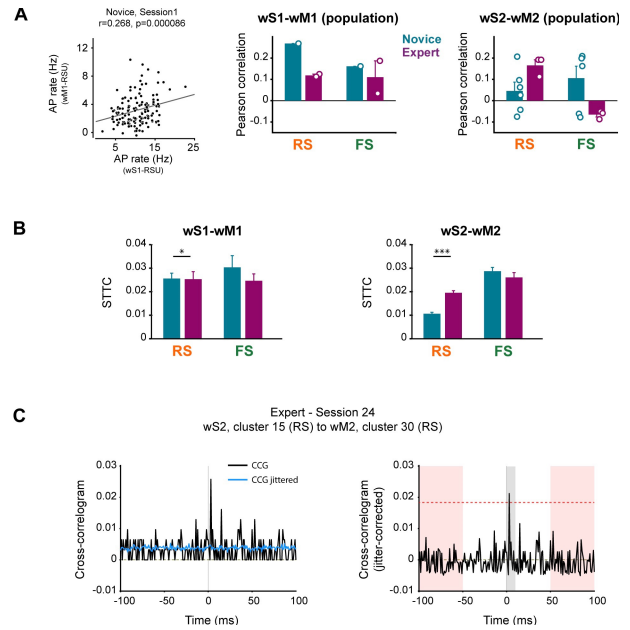 A
Novice, Session1
r=0.268, p=0.000086
AP rate (Hz)
(wM1-RSU)
12
8
4
0
5
15
25
AP rate (Hz)
(wS1-RSU)
wS1-wM1 (population)
Pearson correlation
0.2
0.1
0
0.1
RS
FS
Novice
Expert
wS2-wM2 (population)
Pearson correlation
0.2
0.1
0
0.1
RS
FS
B
wS1-wM1
STTC
0.04
0.03
0.02
0.01
0
*
RS
FS
wS2-wM2
STTC
0.04
0.03
0.02
0.01
0
***
RS
FS
C
Expert - Session 24
wS2, cluster 15 (RS) to wM2, cluster 30 (RS)
Cross-correlogram
0.03
0.02
0.01
0
-0.01
CCG
CCG jittered
-100
-50
0
50
100
Time (ms)
Cross-correlogram
(jitter-corrected)
0.03
0.02
0.01
0
-0.01
-100
-50
0
50
100
Time (ms)